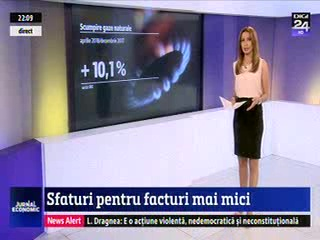 22:09
direct
Scumpire gaze naturale
aprilie 2018/decembrie 2017
+ 10,1 %
DIGI
24
HD
JURNAL
ECONOMIC
Sfaturi pentru facturi mai mici
News Alert
L. Dragnea: E o acțiune violentă, nedemocratică și neconstituțională